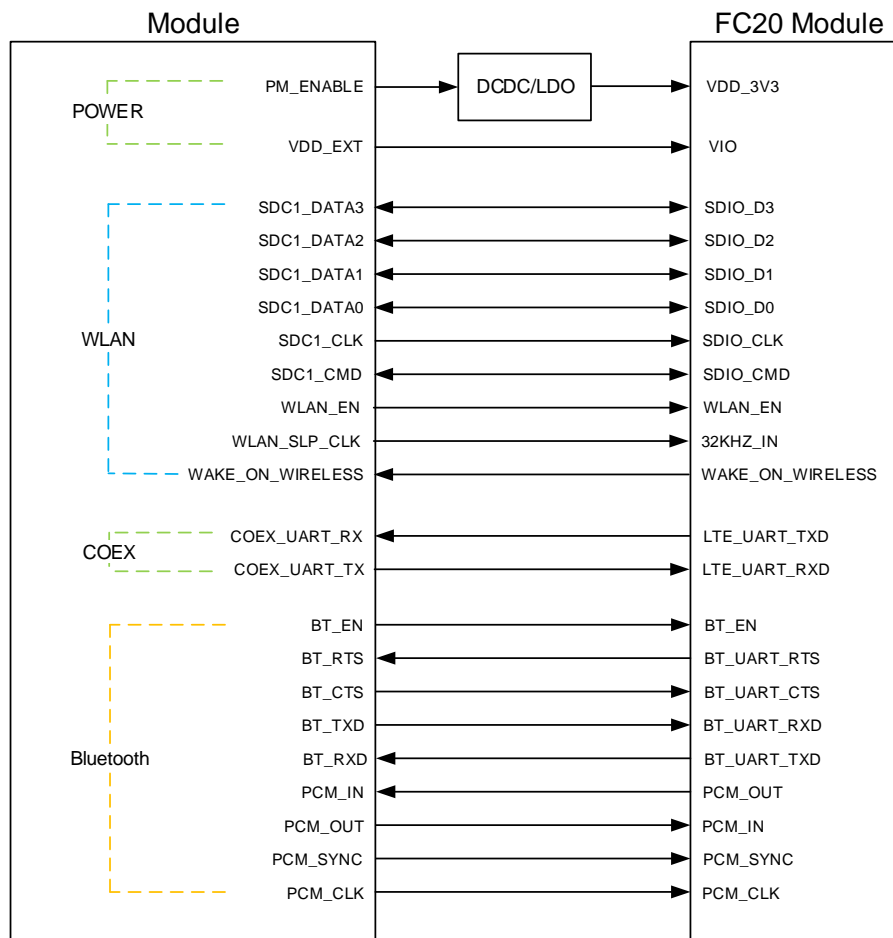 Module FC20 Module
PM_ENABLE DCDC/LDO VDD_3V3
POWER
VDD_EXT VIO
SDC1_DATA3 SDIO_D3
SDC1_DATA2 SDIO_D2
SDC1_DATA1 SDIO_D1
SDC1_DATA0 SDIO_D0
WLAN SDC1_CLK SDIO_CLK
SDC1_CMD SDIO_CMD
WLAN_EN WLAN_EN
WLAN_SLP_CLK 32KHZ_IN
WAKE_ON_WIRELESS WAKE_ON_WIRELESS
COEX_UART_RX LTE_UART_TXD
COEX
COEX_UART_TX LTE_UART_RXD
BT_EN BT_EN
BT_RTS BT_UART_RTS
BT_CTS BT_UART_CTS
BT_TXD BT_UART_RXD
Bluetooth BT_RXD BT_UART_TXD
PCM_IN PCM_OUT
PCM_OUT PCM_IN
PCM_SYNC PCM_SYNC
PCM_CLK PCM_CLK